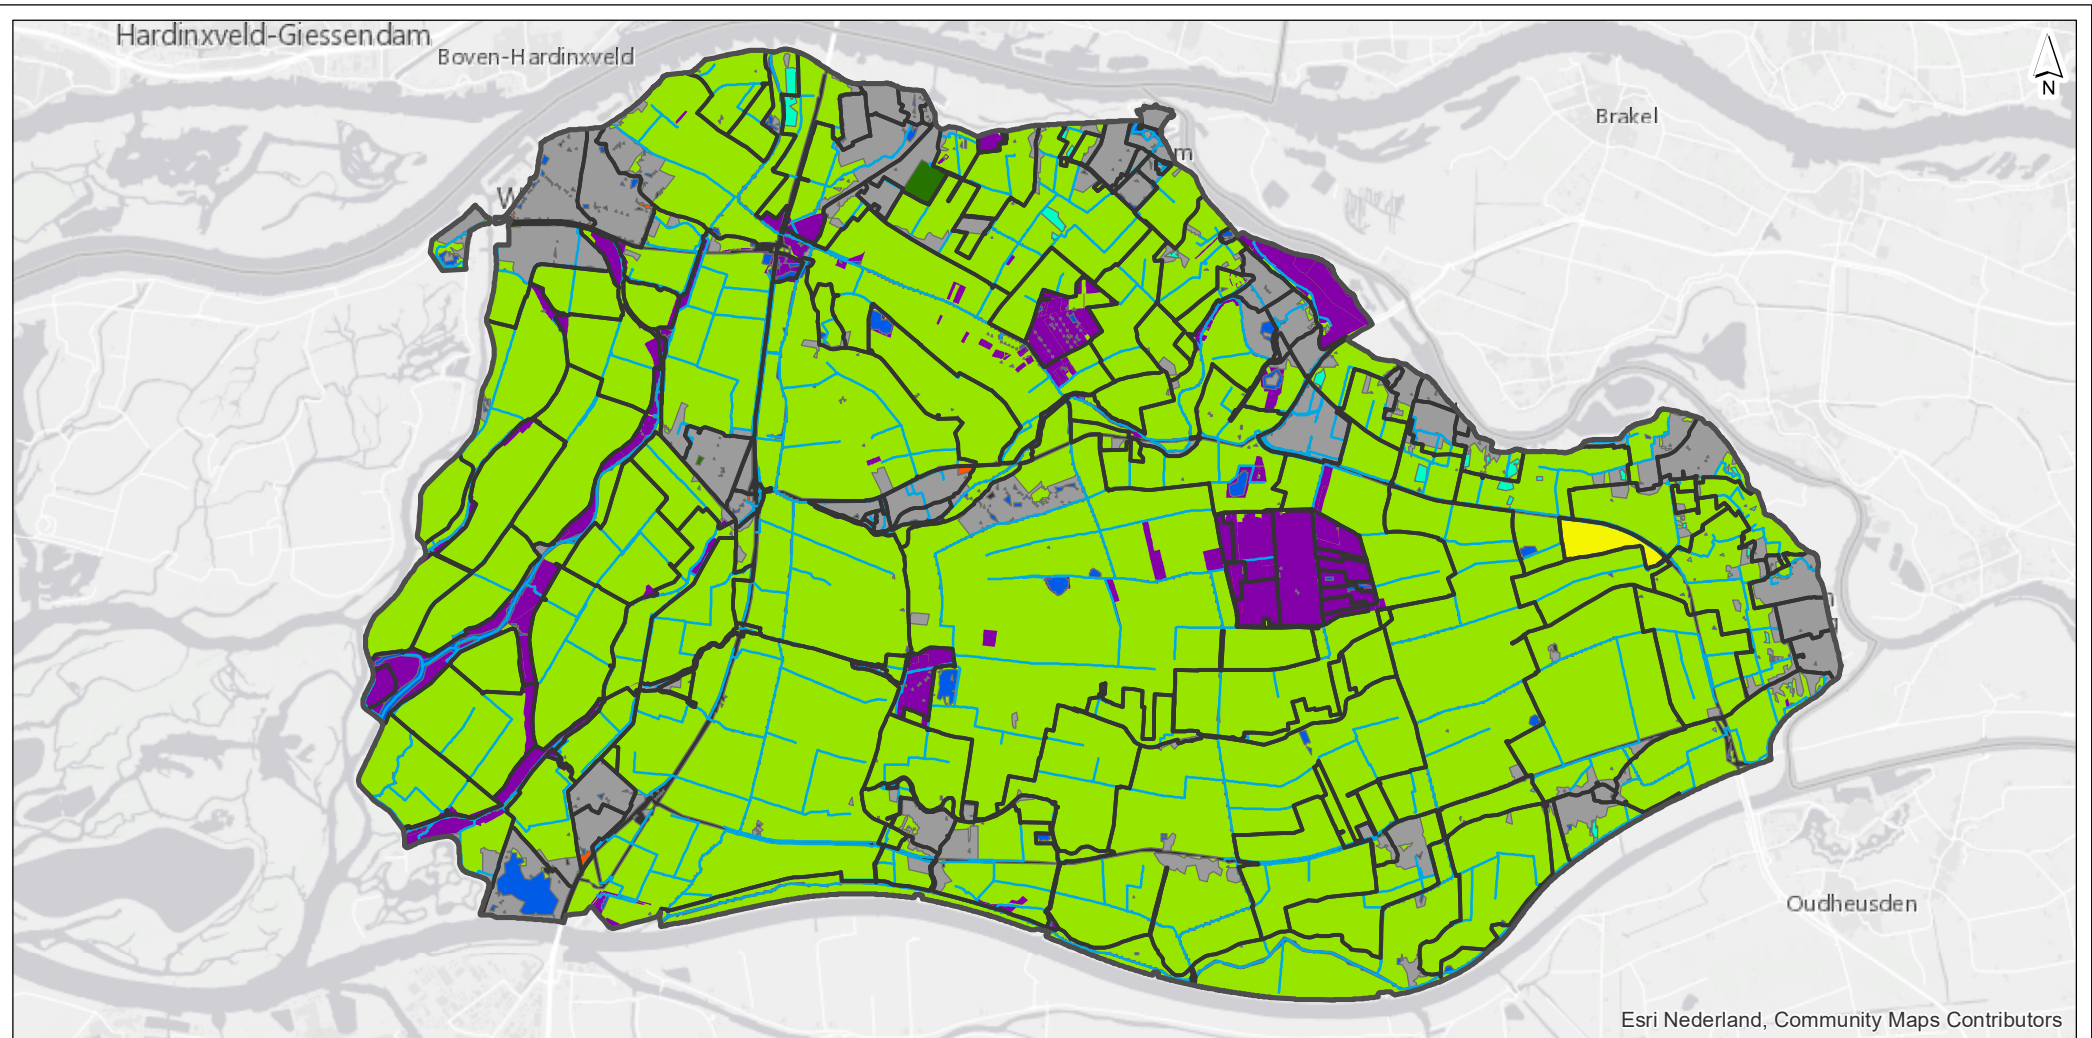 Hardinxveld-Giessendam
Boven-Hardinxveld
N
Brakel
m
W
Oudheusden
Esri Nederland, Community Maps Contributors